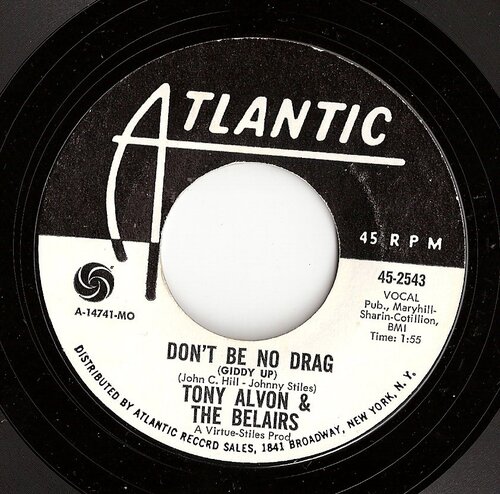 ATLANTIC
45 RPM
45-2543
VOCAL
Pub., Maryhill-
Sharin-Cotillion,
BMI
Time: 1:55
A-14741-MO
DON'T BE NO DRAG
(GIDDY UP)
(John C. Hill - Johnny Stiles)
TONY ALVON &
THE BELAIRS
A Virtue-Stiles Prod.
DISTRIBUTED BY ATLANTIC RECORD SALES, 1841 BROADWAY, NEW YORK, N. Y.